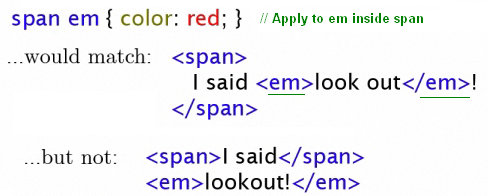 span em { color: red; } // Apply to em inside span
...would match: <span>
I said <em>look out</em>!
</span>
...but not: <span>I said</span>
<em>lookout!</em>